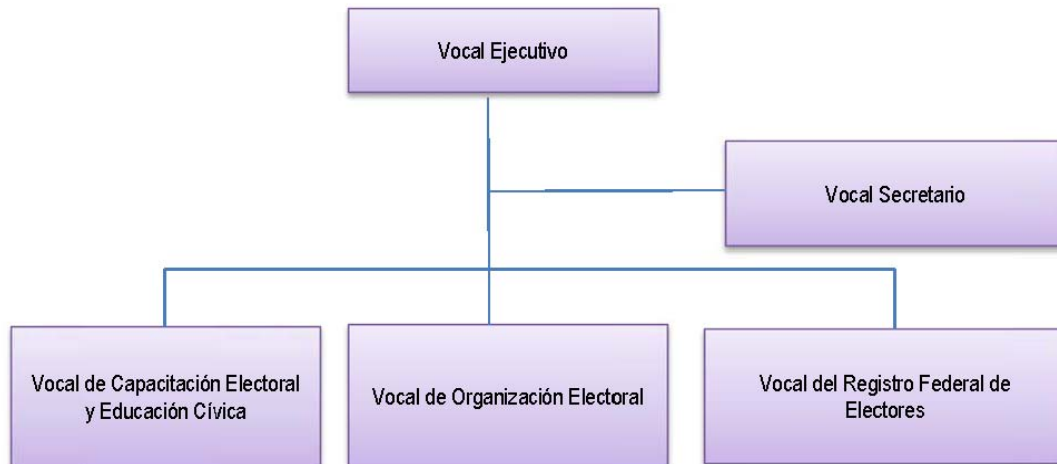 Vocal Ejecutivo
Vocal Secretario
Vocal de Capacitación Electoral
y Educación Cívica
Vocal de Organización Electoral
Vocal del Registro Federal de
Electores